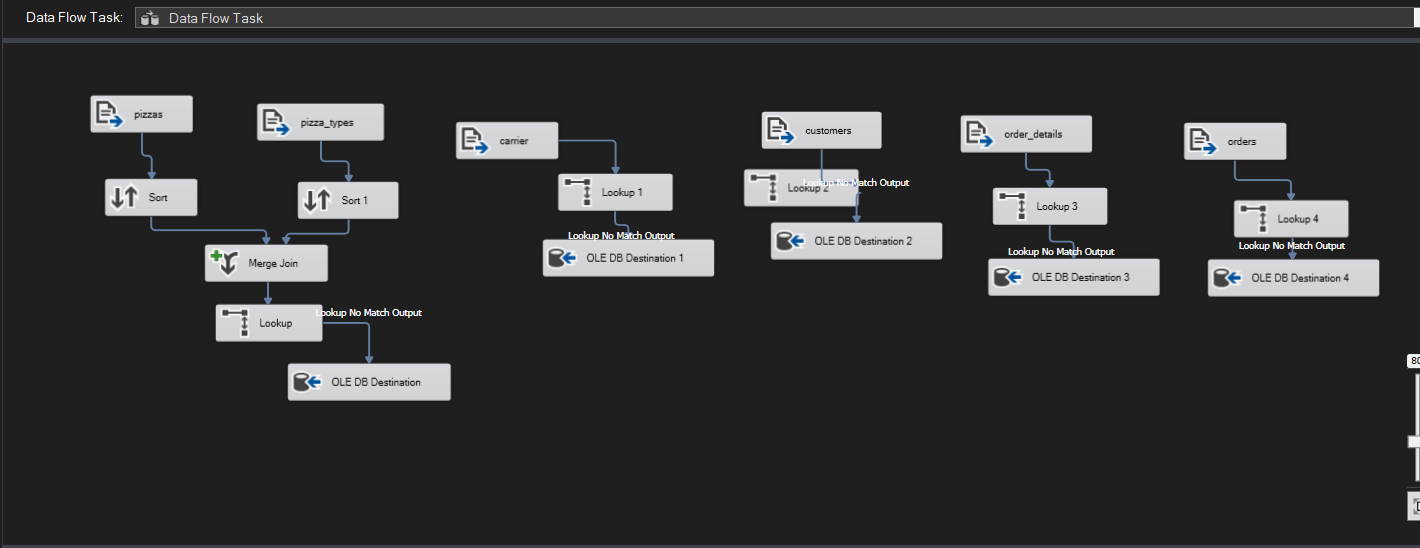 Data Flow Task:
Data Flow Task
pizzas
pizza_types
carrier
customers
order_details
orders
Sort
Sort 1
Lookup 1
Lookup 2
Lookup No Match Output
Lookup 3
Lookup 4
Merge Join
Lookup No Match Output
OLE DB Destination 1
OLE DB Destination 2
Lookup No Match Output
OLE DB Destination 3
Lookup No Match Output
OLE DB Destination 4
Lookup
Lookup No Match Output
OLE DB Destination